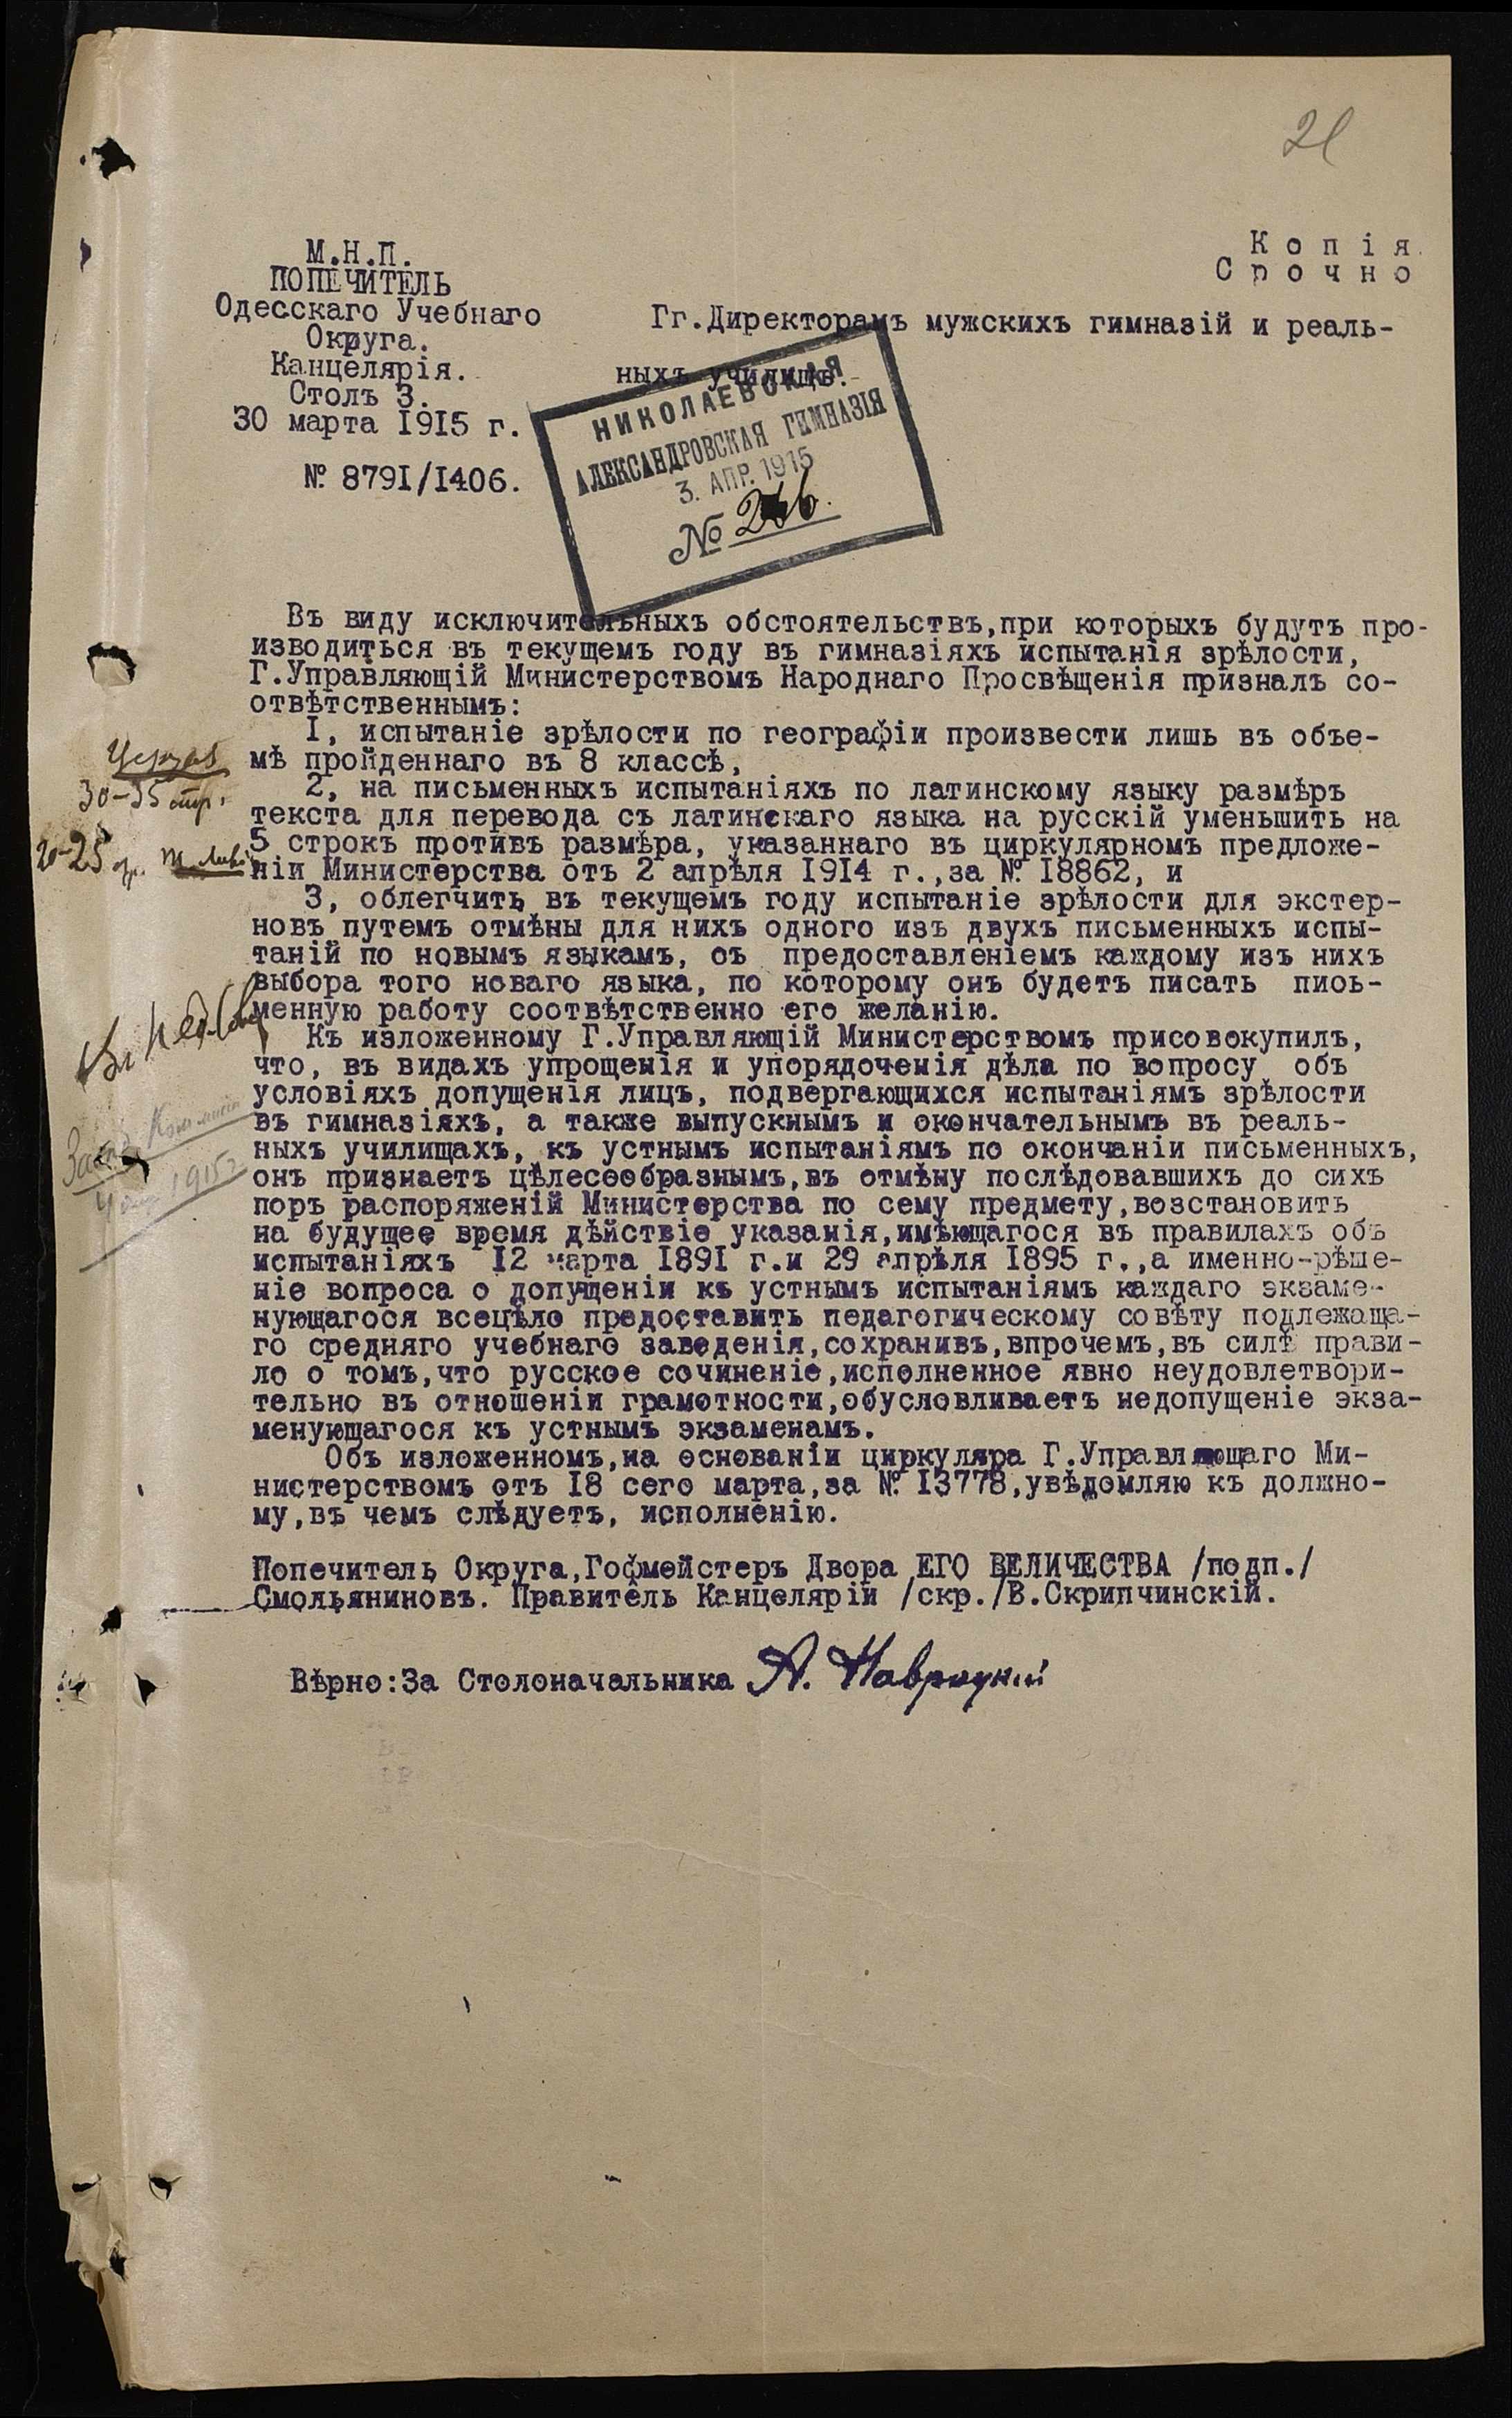 21
Копія
Срочно
М.Н.П.
ПОПЕЧИТЕЛЬ
Одесскаго Учебнаго
Округа.
Канцелярія.
Столъ 3.
30 марта 1915 г.
№ 8791/1406.
Гг.Директорамъ мужскихъ гимназій и реаль-
ныхъ училищъ.
НИКОЛАЕВСКАЯ
АЛЕКСАНДРОВСКАЯ ГИМНАЗІЯ
3. АПР. 1915
№
Въ виду исключительныхъ обстоятельствъ,при которыхъ будутъ про-
изводиться въ текущемъ году въ гимназіяхъ испытанія зрѣлости,
Г.Управляющій Министерствомъ Народнаго Просвѣщенія призналъ со-
отвѣтственнымъ:
I, испытаніе зрѣлости по географіи произвести лишь въ объе-
мѣ пройденнаго въ 8 классѣ,
2, на письменныхъ испытаніяхъ по латинскому языку размѣръ
текста для перевода съ латинскаго языка на русскій уменьшить на
5 строкъ противъ размѣра, указаннаго въ циркулярномъ предложе-
ніи Министерства отъ 2 апрѣля 1914 г.,за № 18862, и
3, облегчить въ текущемъ году испытаніе зрѣлости для экстер-
новъ путемъ отмѣны для нихъ одного изъ двухъ письменныхъ испы-
таній по новымъ языкамъ, съ предоставленіемъ каждому изъ нихъ
выбора того новаго языка, по которому онъ будетъ писать пись-
менную работу соотвѣтственно его желанію.
Къ изложенному Г.Управляющій Министерствомъ присовокупилъ,
что, въ видахъ упрощенія и упорядоченія дѣла по вопросу объ
условіяхъ допущенія лицъ, подвергающихся испытаніямъ зрѣлости
въ гимназіяхъ, а также выпускнымъ и окончательнымъ въ реаль-
ныхъ училищахъ, къ устнымъ испытаніямъ по окончаніи письменныхъ,
онъ признаетъ цѣлесообразнымъ,въ отмѣну послѣдовавшихъ до сихъ
поръ распоряженій Министерства по сему предмету,возстановить
на будущее время дѣйствіе указанія,имѣющагося въ правилахъ объ
испытаніяхъ 12 марта 1891 г.и 29 апрѣля 1895 г.,а именно-рѣше-
ніе вопроса о допущеніи къ устнымъ испытаніямъ каждаго экзаме-
нующагося всецѣло предоставить педагогическому совѣту подлежаща-
го средняго учебнаго заведенія,сохранивъ,впрочемъ,въ силѣ прави-
ло о томъ,что русское сочиненіе,исполненное явно неудовлетвори-
тельно въ отношеніи грамотности,обусловливаетъ недопущеніе экза-
менующагося къ устнымъ экзаменамъ.
Объ изложенномъ,на основаніи циркуляра Г.Управляющаго Ми-
нистерствомъ отъ 18 сего марта,за № 13778,увѣдомляю къ должно-
му,въ чемъ слѣдуетъ, исполненію.
Попечитель Округа,Гофмейстеръ Двора ЕГО ВЕЛИЧЕСТВА /подп./
Смольяниновъ. Правитель Канцеляріи /скр./В.Скрипчинскій.
Вѣрно:За Столоначальника А. Навроцкій
30-35 стр.
20-25
1915